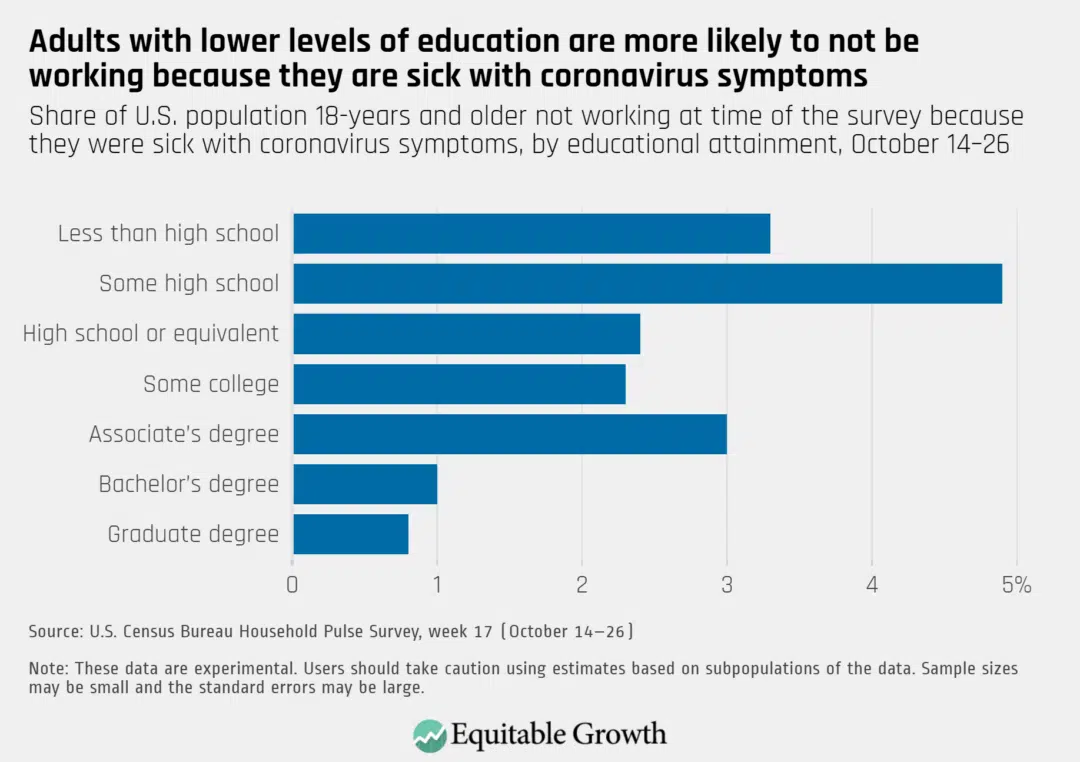 Adults with lower levels of education are more likely to not be
working because they are sick with coronavirus symptoms
Share of U.S. population 18-years and older not working at time of the survey because
they were sick with coronavirus symptoms, by educational attainment, October 14–26
Less than high school
Some high school
High school or equivalent
Some college
Associate’s degree
Bachelor’s degree
Graduate degree
0 1 2 3 4 5%
Source: U.S. Census Bureau Household Pulse Survey, week 17 (October 14–26)
Note: These data are experimental. Users should take caution using estimates based on subpopulations of the data. Sample sizes
may be small and the standard errors may be large.
Equitable Growth